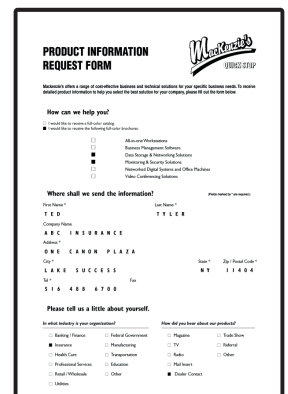 PRODUCT INFORMATION
REQUEST FORM
MacKenzie's
QUICK STOP
Mackenzie's offers a range of cost-effective business and technical solutions for your specific business needs. To receive
detailed product information to help you select the best solution for your company, please fill out the form below.
How can we help you?
I would like to receive a full-color catalog.
I would like to receive the following full-color brochures:
All-in-one Workstations
Business Management Software
Data Storage & Networking Solutions
Monitoring & Security Solutions
Networked Digital Systems and Office Machines
Video Conferencing Solutions
Where shall we send the information? (Fields marked by * are required.)
First Name * Last Name *
TED TYLER
Company Name
ABC INSURANCE
Address *
ONE CANON PLAZA
City * State * Zip / Postal Code *
LAKE SUCCESS NY 11404
Tel * Fax
516 488 6700
Please tell us a little about yourself.
In what industry is your organization? How did you hear about our products?
Banking / Finance Federal Government Magazine Trade Show
Insurance Manufacturing TV Referral
Health Care Transportation Radio Other
Professional Services Education Mail Insert
Retail / Wholesale Other Dealer Contact
Utilities